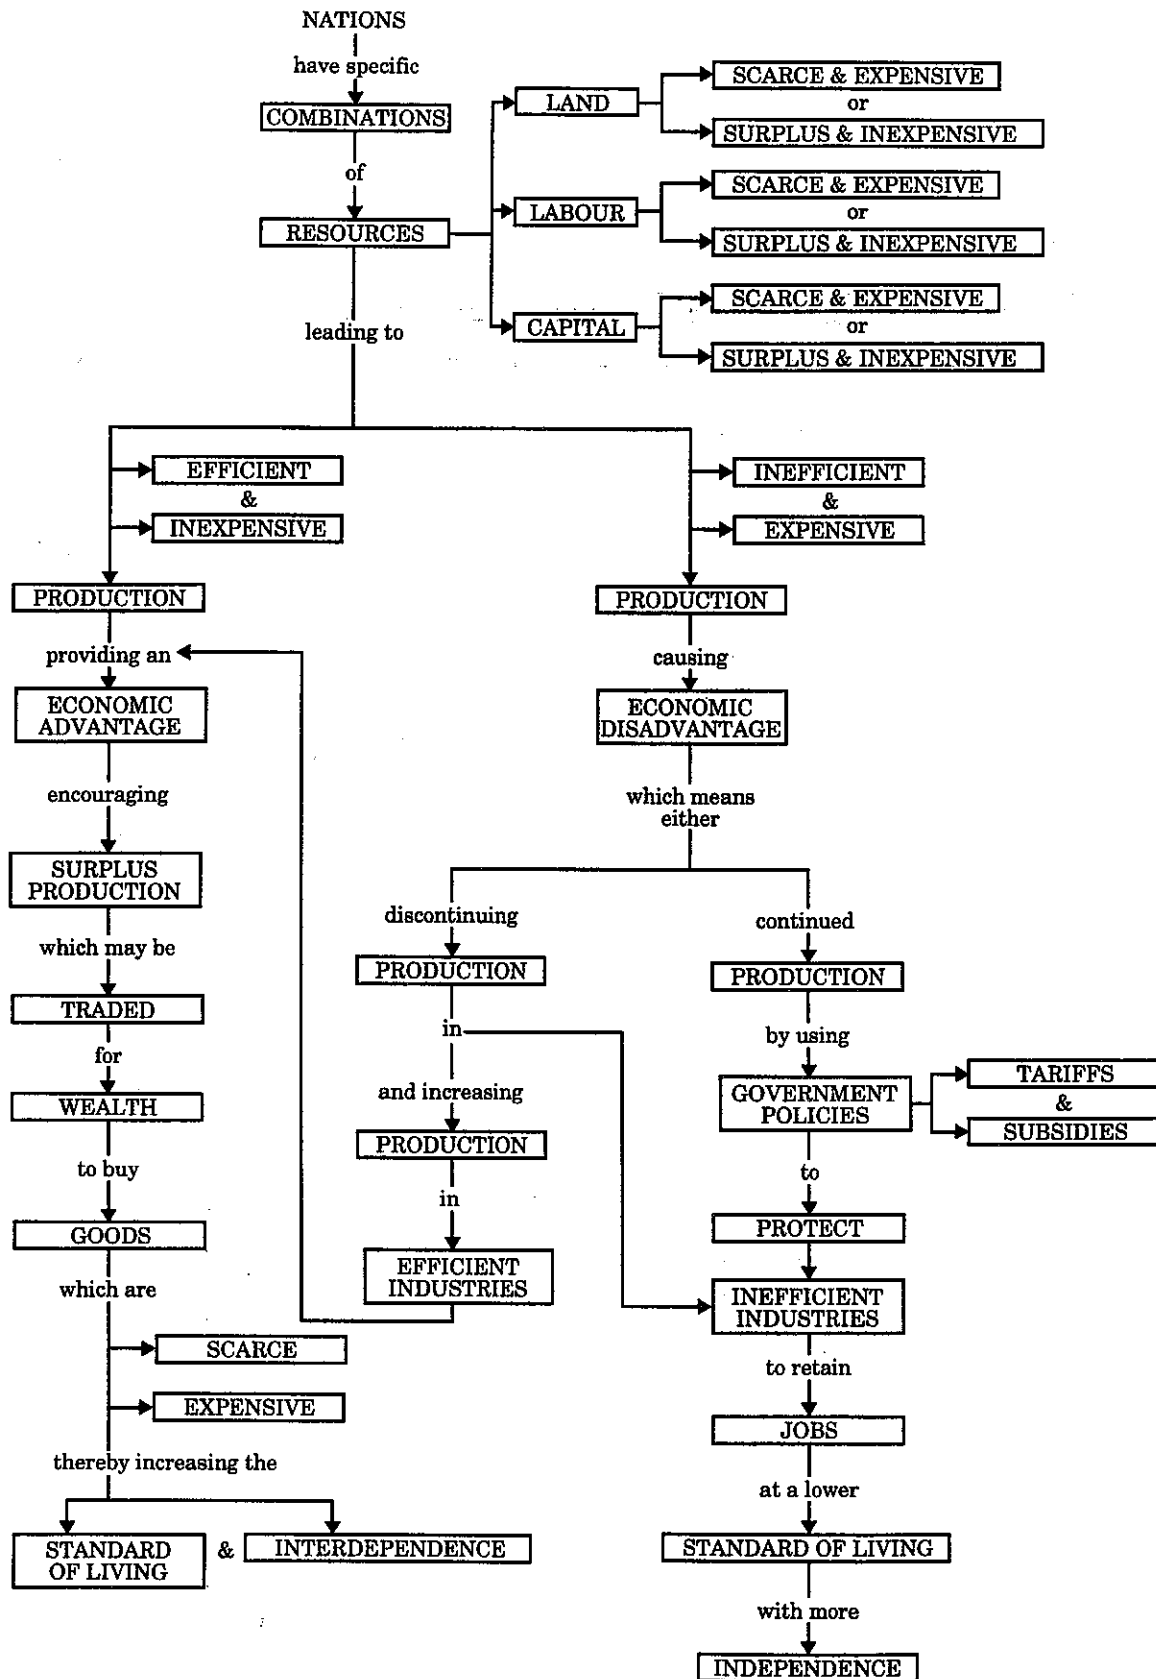 NATIONS
have specific
COMBINATIONS
of
RESOURCES
LAND
SCARCE & EXPENSIVE
or
SURPLUS & INEXPENSIVE
LABOUR
SCARCE & EXPENSIVE
or
SURPLUS & INEXPENSIVE
CAPITAL
SCARCE & EXPENSIVE
or
SURPLUS & INEXPENSIVE
leading to
EFFICIENT
&
INEXPENSIVE
PRODUCTION
providing an
ECONOMIC
ADVANTAGE
encouraging
SURPLUS
PRODUCTION
which may be
TRADED
for
WEALTH
to buy
GOODS
which are
SCARCE
EXPENSIVE
thereby increasing the
STANDARD
OF LIVING
&
INTERDEPENDENCE
INEFFICIENT
&
EXPENSIVE
PRODUCTION
causing
ECONOMIC
DISADVANTAGE
which means
either
discontinuing
PRODUCTION
in
and increasing
PRODUCTION
in
EFFICIENT
INDUSTRIES
continued
PRODUCTION
by using
GOVERNMENT
POLICIES
TARIFFS
&
SUBSIDIES
to
PROTECT
INEFFICIENT
INDUSTRIES
to retain
JOBS
at a lower
STANDARD OF LIVING
with more
INDEPENDENCE